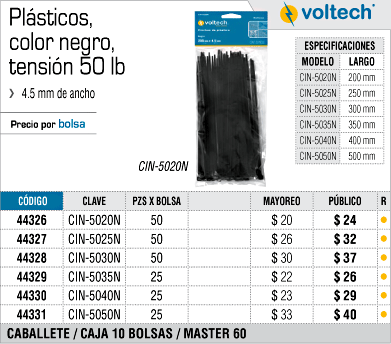 Plásticos,
color negro,
tensión 50 lb
4.5 mm de ancho
Precio por bolsa
voltech
CIN-5020N
voltech®
ESPECIFICACIONES
MODELO LARGO
CIN-5020N 200 mm
CIN-5025N 250 mm
CIN-5030N 300 mm
CIN-5035N 350 mm
CIN-5040N 400 mm
CIN-5050N 500 mm
CÓDIGO CLAVE PZS X BOLSA MAYOREO PÚBLICO R
44326 CIN-5020N 50 $ 20 $ 24
44327 CIN-5025N 50 $ 26 $ 32
44328 CIN-5030N 50 $ 30 $ 37
44329 CIN-5035N 25 $ 22 $ 26
44330 CIN-5040N 25 $ 23 $ 29
44331 CIN-5050N 25 $ 33 $ 40
CABALLETE / CAJA 10 BOLSAS / MASTER 60